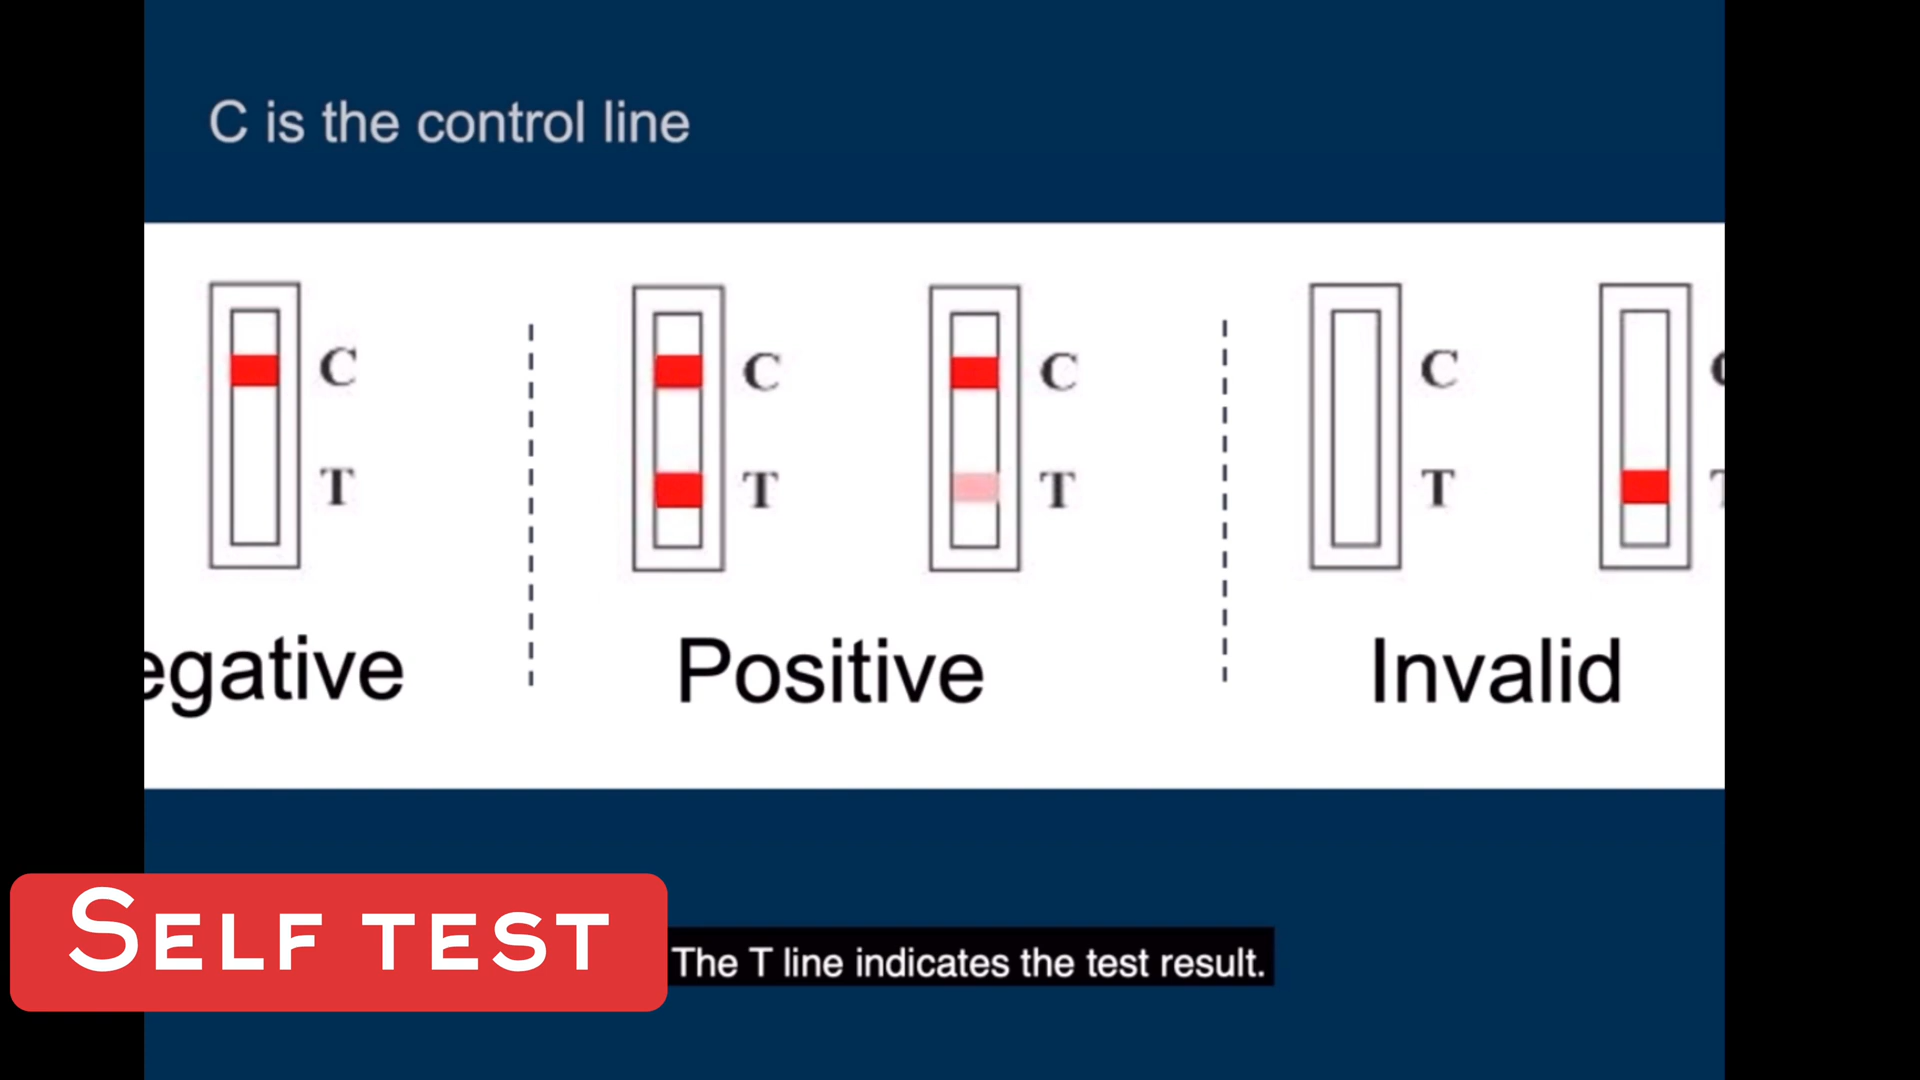 C is the control line
C
C
C
C
T
T
T
T
egative
Positive
Invalid
SELF TEST
The T line indicates the test result.